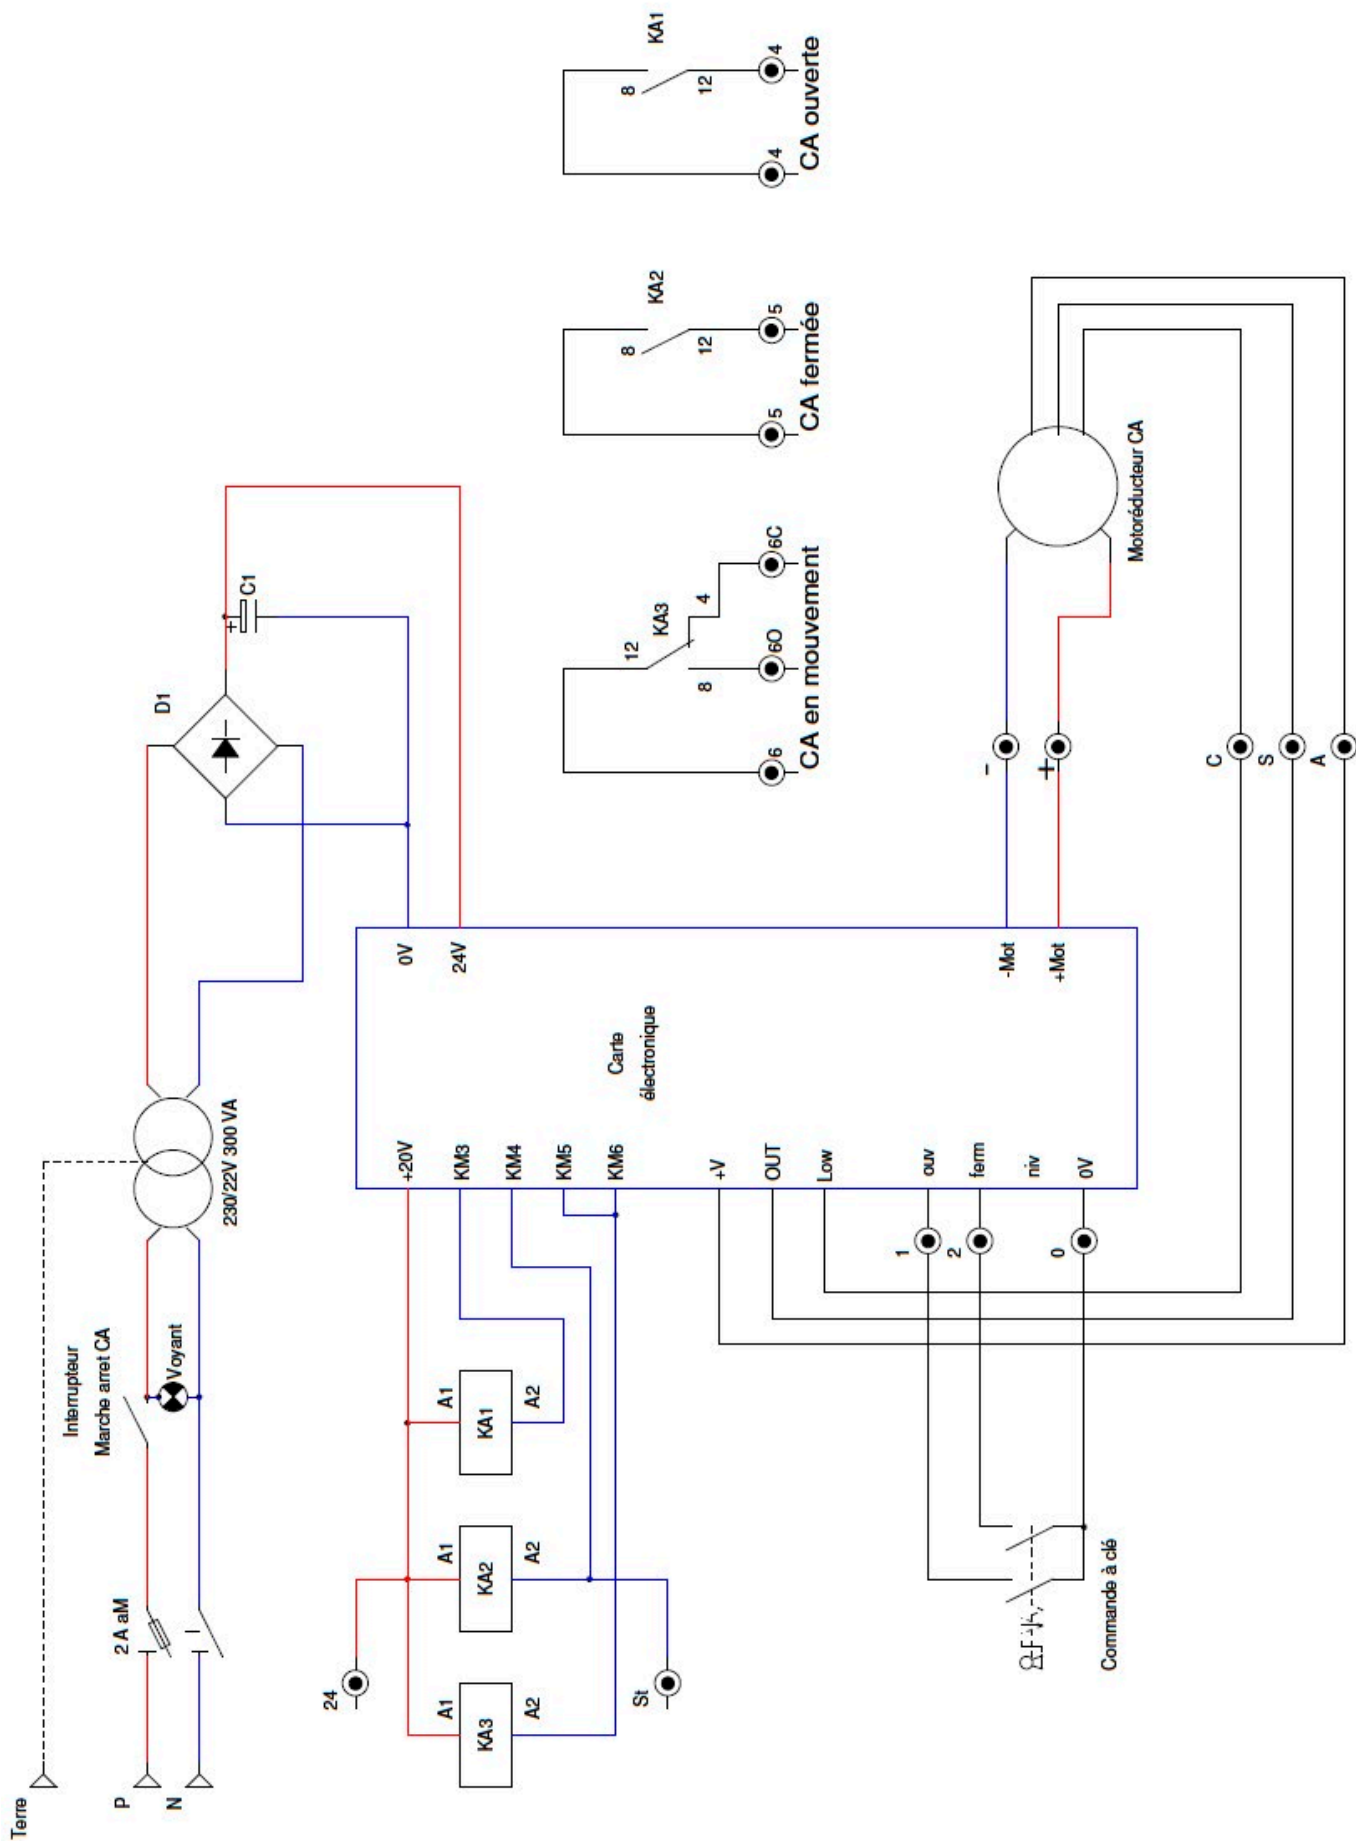 Terre
P
N
2 A aM
Interrupteur
Marche arret CA
Voyant
230/22V 300 VA
D1
+
C1
24
A1
KA3
A2
A1
KA2
A2
A1
KA1
A2
St
+20V
KM3
KM4
KM5
KM6
+V
OUT
Low
ouv
ferm
niv
0V
Carte
électronique
0V
24V
-Mot
+Mot
1
2
0
Commande à clé
-
+
C
S
A
Motoréducteur CA
12
KA3
4
8
6
6O
6C
CA en mouvement
8
KA2
12
5
5
CA fermée
8
KA1
12
4
4
CA ouverte